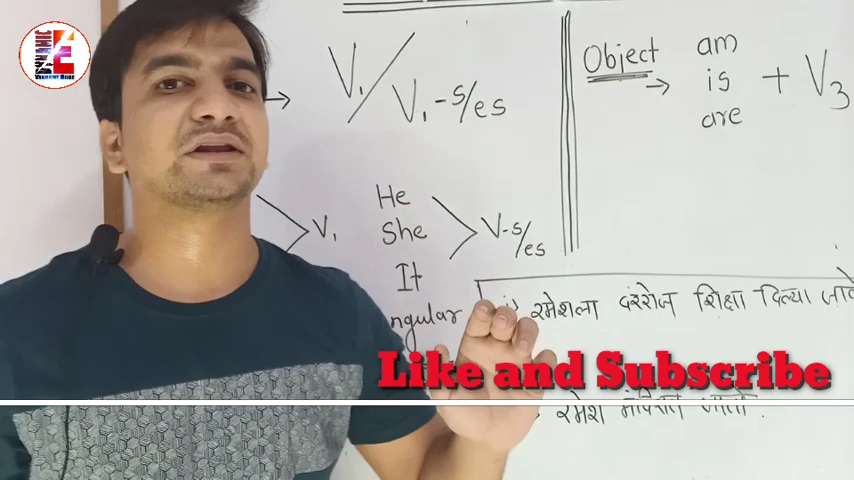 DYNAMIC
E
V₁ / V₁-s/es
Object → am is are + V₃
V₁
He
She
It
V-s/es
ngular
i) रमेशला दररोज शिक्षा दिल्या जाते
Like and Subscribe
रमेश मंदिरात जातो.